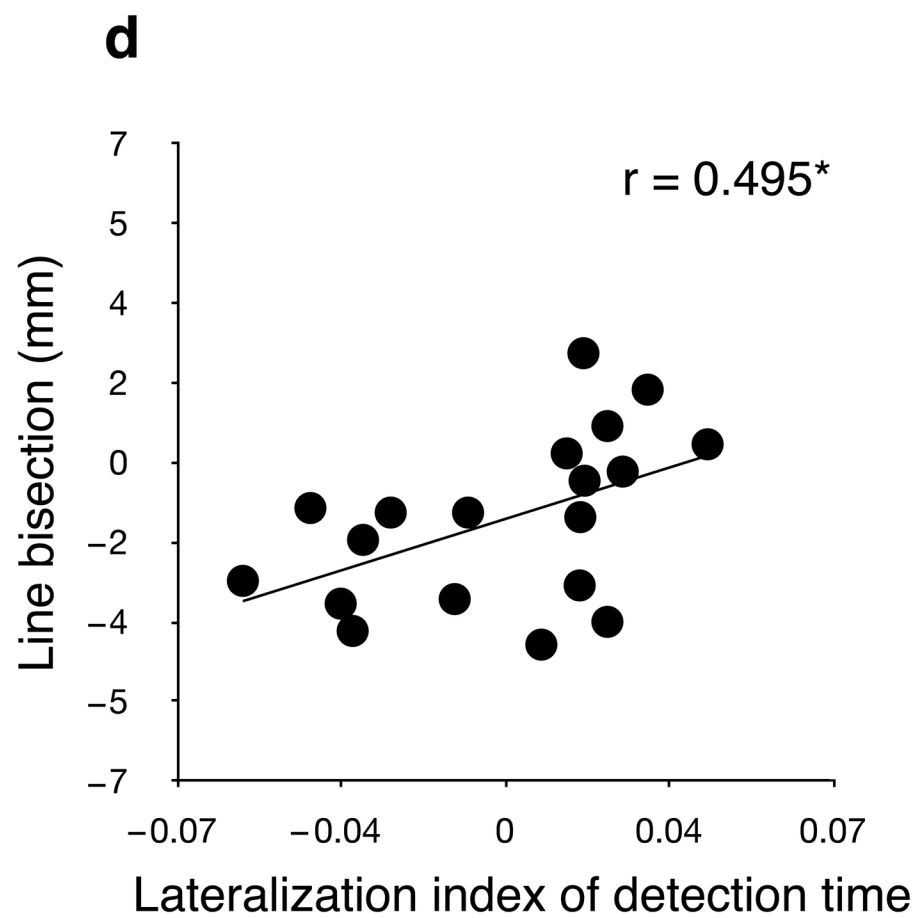 d
r = 0.495*
7
5
4
2
0
−2
−4
−5
−7
Line bisection (mm)
−0.07 −0.04 0 0.04 0.07
Lateralization index of detection time